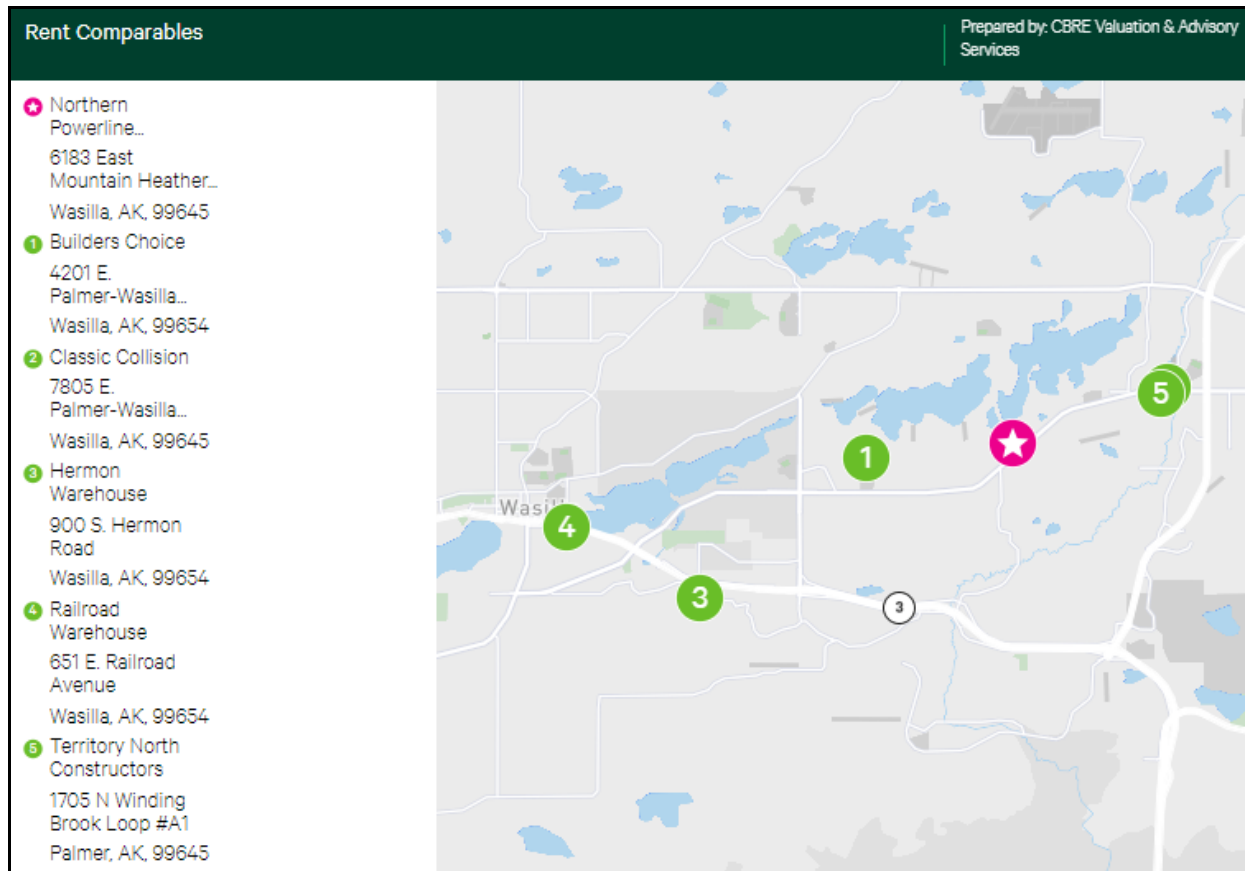 Rent Comparables
Prepared by: CBRE Valuation & Advisory
Services
Northern
Powerline...
6183 East
Mountain Heather...
Wasilla, AK, 99645
1 Builders Choice
4201 E.
Palmer-Wasilla...
Wasilla, AK, 99654
2 Classic Collision
7805 E.
Palmer-Wasilla...
Wasilla, AK, 99645
3 Hermon
Warehouse
900 S. Hermon
Road
Wasilla, AK, 99654
4 Railroad
Warehouse
651 E. Railroad
Avenue
Wasilla, AK, 99654
5 Territory North
Constructors
1705 N Winding
Brook Loop #A1
Palmer, AK, 99645
5
1
Wasill
4
3
3